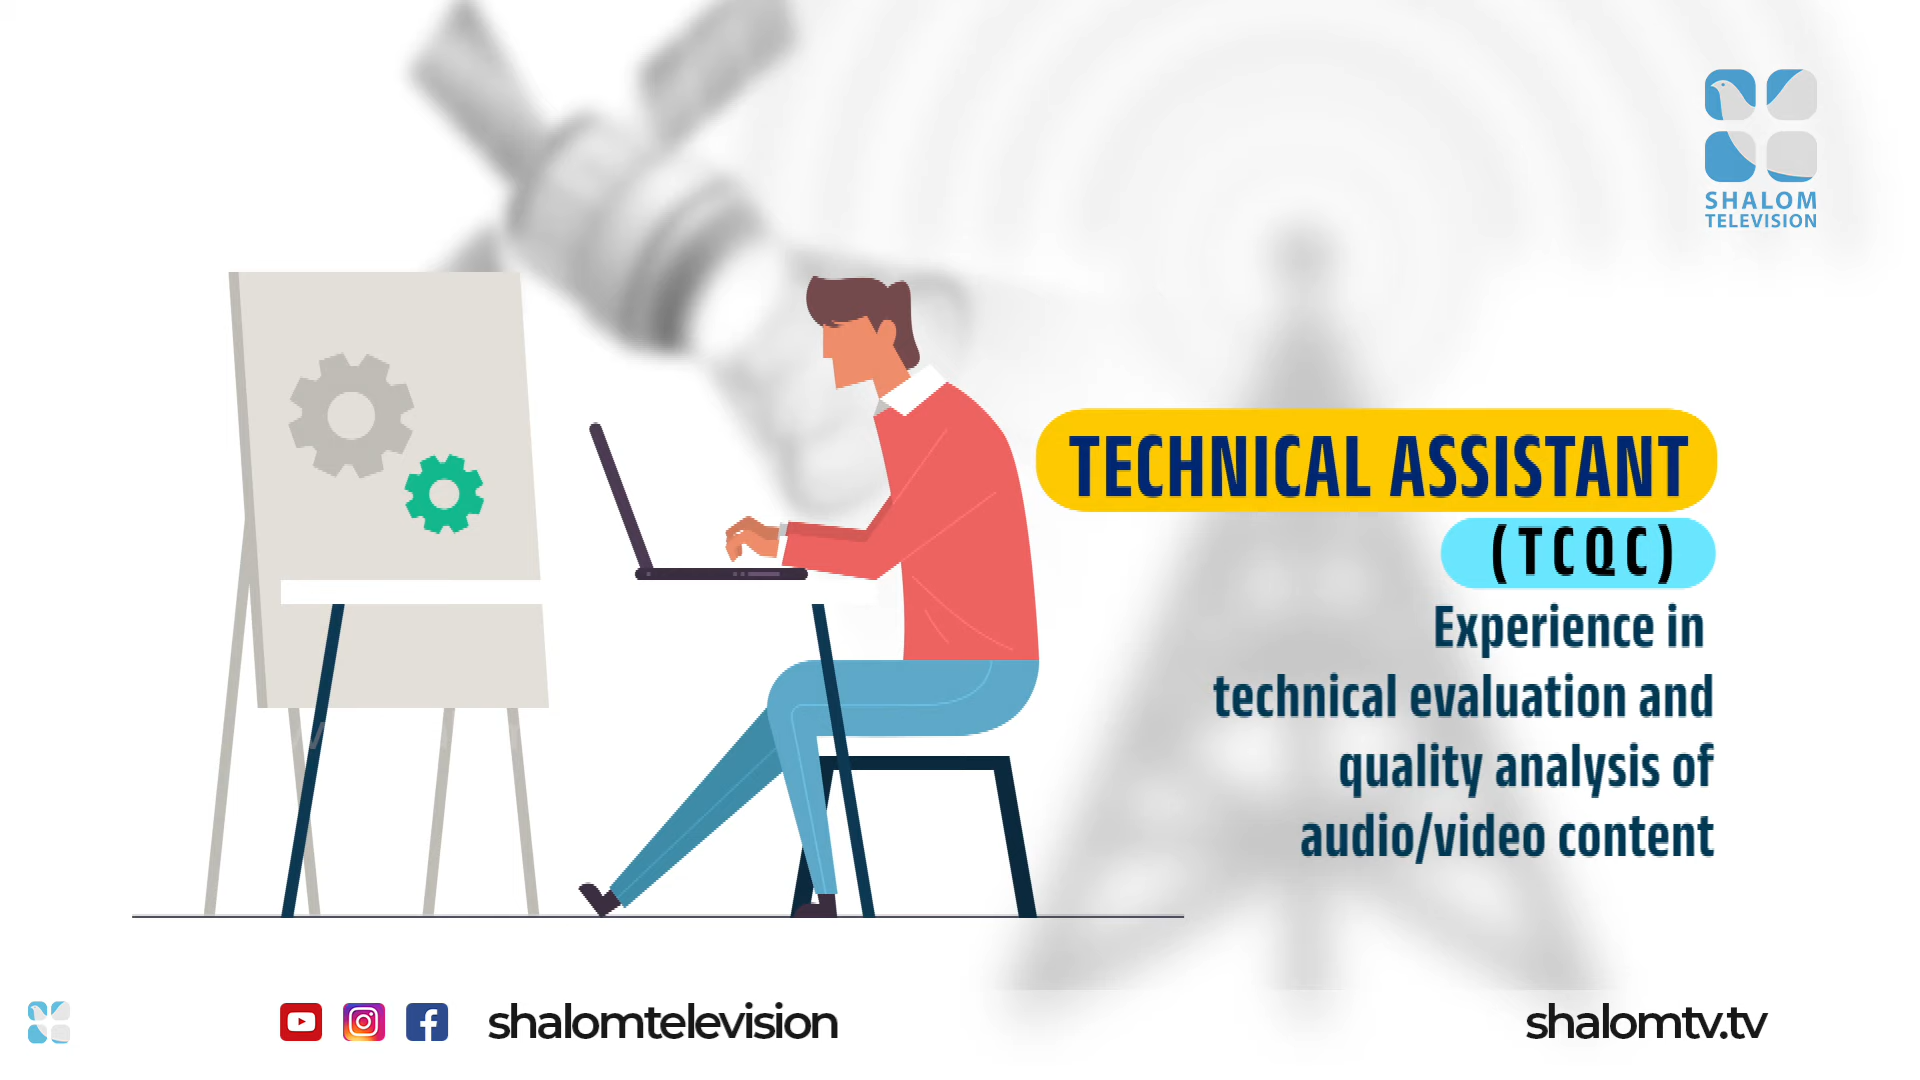 SHALOM
TELEVISION
TECHNICAL ASSISTANT
(TCQC)
Experience in
technical evaluation and
quality analysis of
audio/video content
shalomtelevision
shalomtv.tv